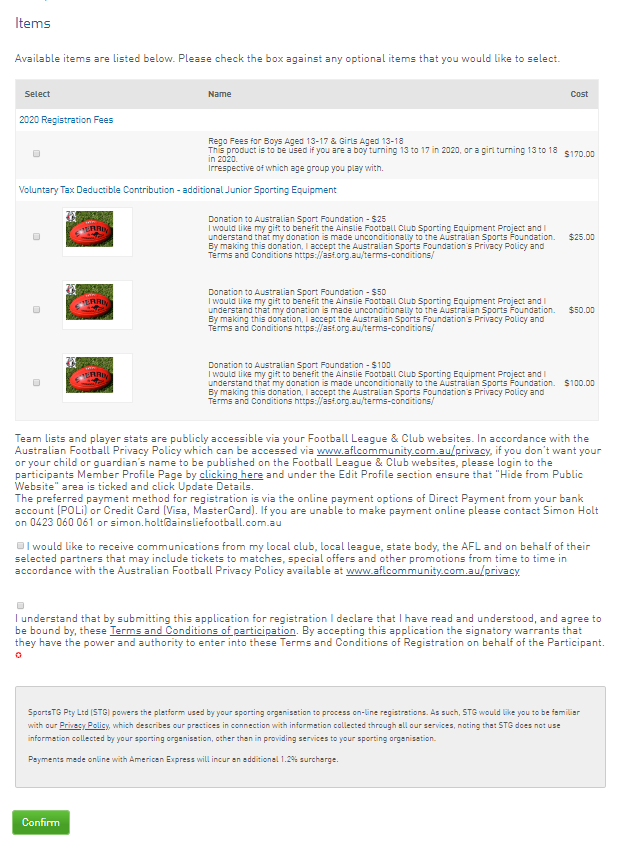 Items
Available items are listed below. Please check the box against any optional items that you would like to select.
Select Name Cost
2020 Registration Fees
Rego Fees for Boys Aged 13-17 & Girls Aged 13-18
This product is to be used if you are a boy turning 13 to 17 in 2020, or a girl turning 13 to 18
in 2020.
Irrespective of which age group you play with.
$170.00
Voluntary Tax Deductible Contribution - additional Junior Sporting Equipment
Donation to Australian Sport Foundation - $25
I would like my gift to benefit the Ainslie Football Club Sporting Equipment Project and I
understand that my donation is made unconditionally to the Australian Sports Foundation.
By making this donation, I accept the Australian Sports Foundation's Privacy Policy and
Terms and Conditions https://asf.org.au/terms-conditions/
$25.00
Donation to Australian Sport Foundation - $50
I would like my gift to benefit the Ainslie Football Club Sporting Equipment Project and I
understand that my donation is made unconditionally to the Australian Sports Foundation.
By making this donation, I accept the Australian Sports Foundation's Privacy Policy and
Terms and Conditions https://asf.org.au/terms-conditions/
$50.00
Donation to Australian Sport Foundation - $100
I would like my gift to benefit the Ainslie Football Club Sporting Equipment Project and I
understand that my donation is made unconditionally to the Australian Sports Foundation.
By making this donation, I accept the Australian Sports Foundation's Privacy Policy and
Terms and Conditions https://asf.org.au/terms-conditions/
$100.00
Team lists and player stats are publicly accessible via your Football League & Club websites. In accordance with the
Australian Football Privacy Policy which can be accessed via www.aflcommunity.com.au/privacy, if you don't want your
or your child or guardian's name to be published on the Football League & Club websites, please login to the
participants Member Profile Page by clicking here and under the Edit Profile section ensure that "Hide from Public
Website" area is ticked and click Update Details.
The preferred payment method for registration is via the online payment options of Direct Payment from your bank
account (POLi) or Credit Card (Visa, MasterCard). If you are unable to make payment online please contact Simon Holt
on 0423 060 061 or simon.holt@ainsliefootball.com.au
I would like to receive communications from my local club, local league, state body, the AFL and on behalf of their
selected partners that may include tickets to matches, special offers and other promotions from time to time in
accordance with the Australian Football Privacy Policy available at www.aflcommunity.com.au/privacy
I understand that by submitting this application for registration I declare that I have read and understood, and agree to
be bound by, these Terms and Conditions of participation. By accepting this application the signatory warrants that
they have the power and authority to enter into these Terms and Conditions of Registration on behalf of the Participant.
SportsTG Pty Ltd (STG) powers the platform used by your sporting organisation to process on-line registrations. As such, STG would like you to be familiar
with our Privacy Policy, which describes our practices in connection with information collected through all our services, noting that STG does not use
information collected by your sporting organisation, other than in providing services to your sporting organisation.
Payments made online with American Express will incur an additional 1.2% surcharge.
Confirm